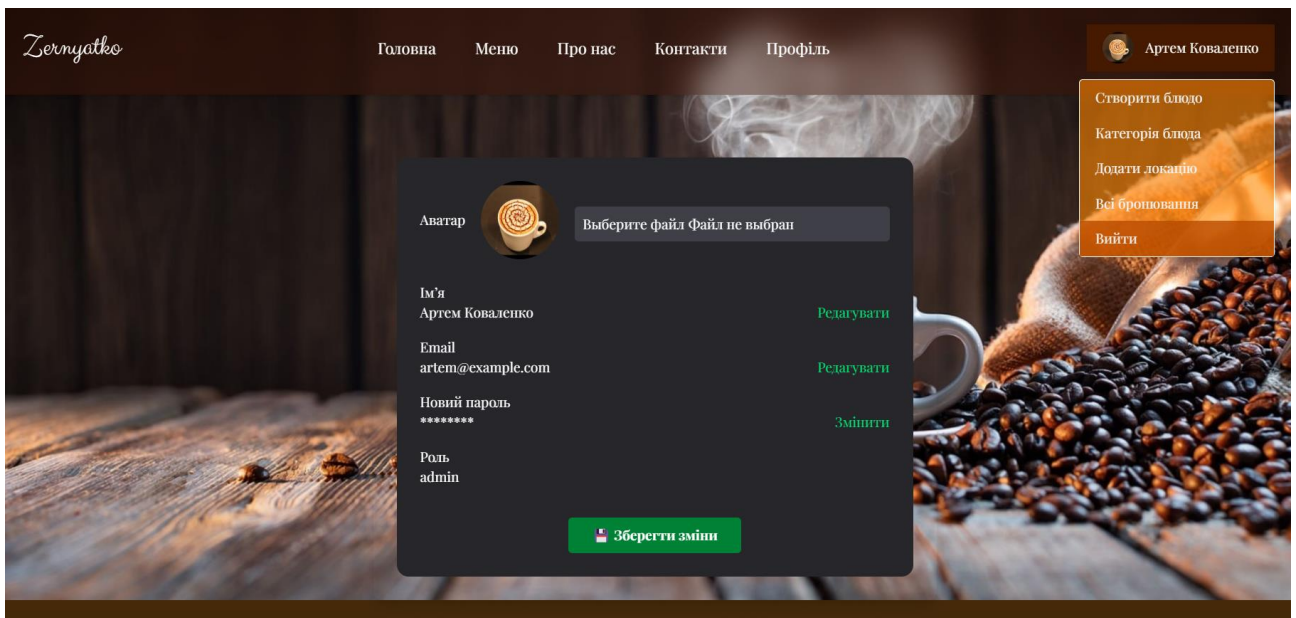 Zernyatko
Головна Меню Про нас Контакти Профіль
Артем Коваленко
Створити блюдо
Категорія блюда
Додати локацію
Всі бронювання
Вийти
Аватар
Выберите файл Файл не выбран
Ім’я
Артем Коваленко
Редагувати
Email
artem@example.com
Редагувати
Новий пароль
********
Змінити
Роль
admin
💾 Зберегти зміни